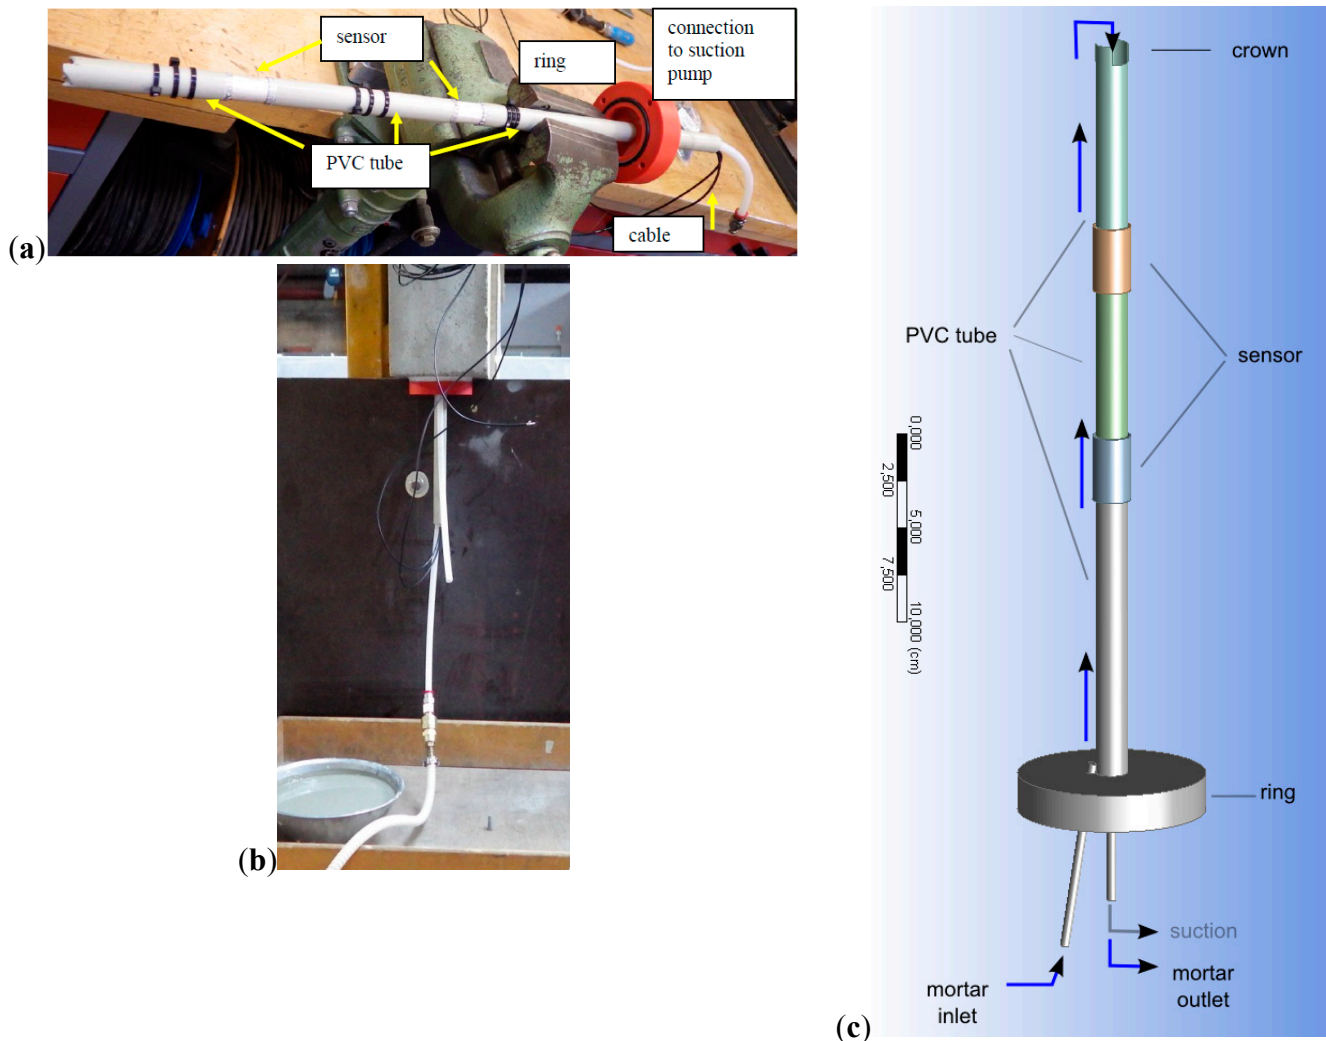 sensor
ring
connection
to suction
pump
PVC tube
cable
(a)
(b)
crown
PVC tube
sensor
0,000
2,500
5,000
7,500
10,000 (cm)
ring
suction
mortar
outlet
mortar
inlet
(c)